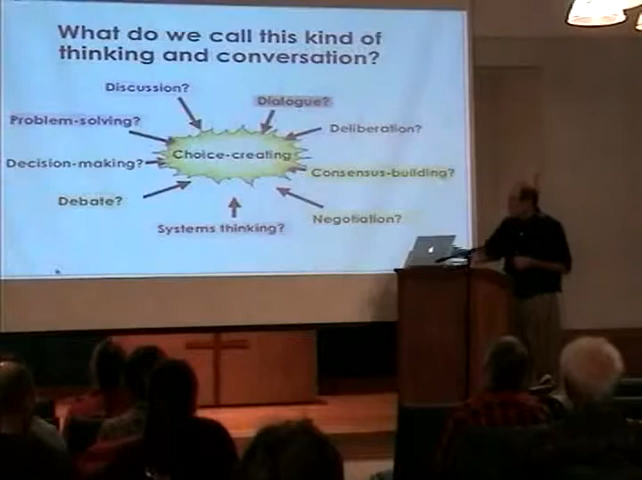 What do we call this kind of
thinking and conversation?
Discussion?
Dialogue?
Problem-solving?
Deliberation?
Choice-creating
Decision-making?
Consensus-building?
Debate?
Negotiation?
Systems thinking?